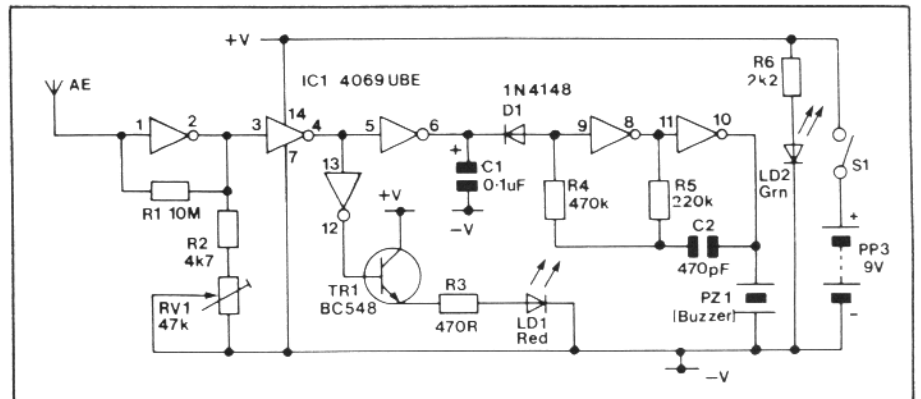 +V
IC1 4069UBE
AE
1
2
3
14
4
7
5
6
1N4148
D1
9
8
11
10
R6
2k2
13
12
+
C1
0·1uF
-V
R1 10M
R2
4k7
RV1
47k
+V
TR1
BC548
R3
470R
LD1
Red
R4
470k
R5
220k
C2
470pF
PZ1
(Buzzer)
LD2
Grn
S1
+
PP3
9V
-
-V